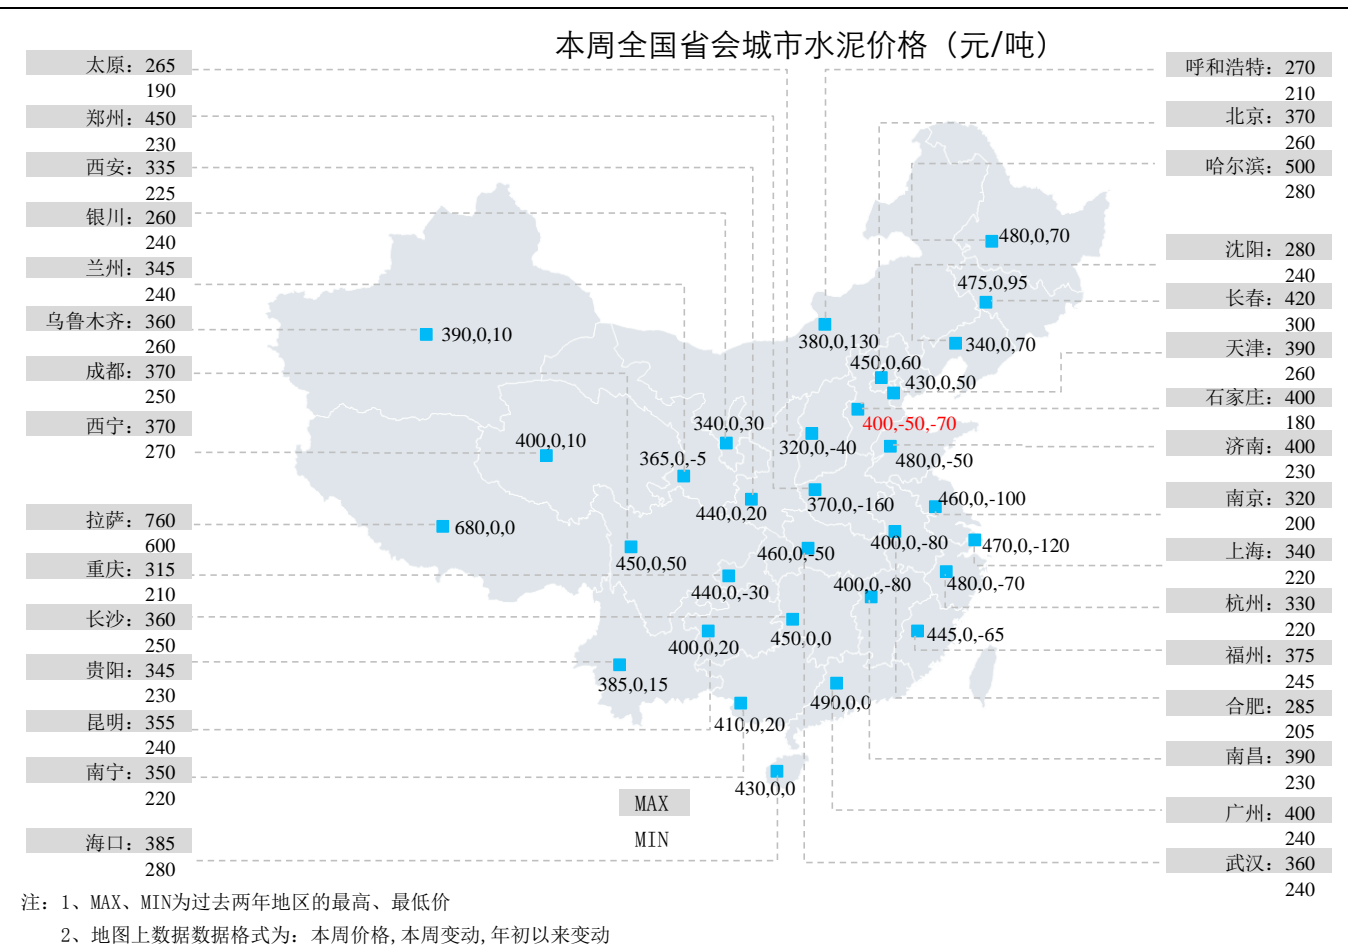 本周全国省会城市水泥价格（元/吨）
太原：265
190
郑州：450
230
西安：335
225
银川：260
240
兰州：345
240
乌鲁木齐：360
260
成都：370
250
西宁：370
270
拉萨：760
600
重庆：315
210
长沙：360
250
贵阳：345
230
昆明：355
240
南宁：350
220
海口：385
280
480,0,70
475,0,95
390,0,10
380,0,130
340,0,70
450,0,60
430,0,50
400,-50,-70
340,0,30
400,0,10
320,0,-40
365,0,-5
480,0,-50
440,0,20
370,0,-160
460,0,-100
680,0,0
400,0,-80
470,0,-120
460,0,-50
450,0,50
440,0,-30
400,0,-80
480,0,-70
450,0,0
445,0,-65
400,0,20
385,0,15
490,0,0
410,0,20
430,0,0
呼和浩特：270
210
北京：370
260
哈尔滨：500
280
沈阳：280
240
长春：420
300
天津：390
260
石家庄：400
180
济南：400
230
南京：320
200
上海：340
220
杭州：330
220
福州：375
245
合肥：285
205
南昌：390
230
广州：400
240
武汉：360
240
MAX
MIN
注：1、MAX、MIN为过去两年地区的最高、最低价
2、地图上数据数据格式为：本周价格,本周变动,年初以来变动